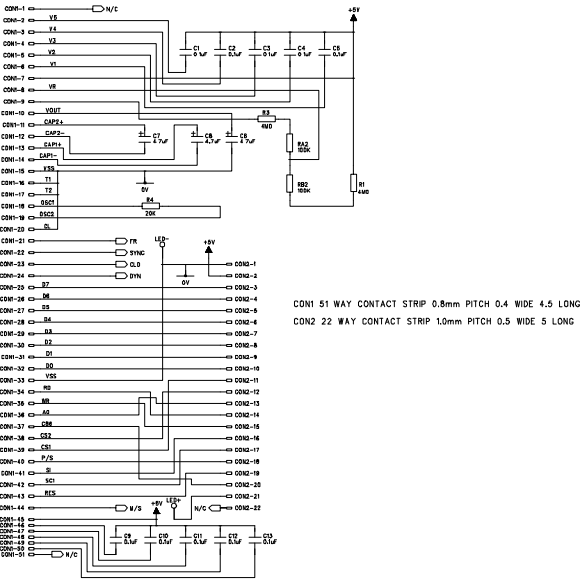 CON1-1 N/C
CON1-2 V5
CON1-3 V4
CON1-4 V3
CON1-5 V2
CON1-6 V1
CON1-7
CON1-8 VR
CON1-9
CON1-10 VOUT
CON1-11 CAP2+
CON1-12 CAP2-
CON1-13 CAP1+
CON1-14 CAP1-
CON1-15 VSS
CON1-16 T1
CON1-17 T2
CON1-18 OSC1
CON1-19 OSC2
CON1-20 CL
+5V
C1 0.1uF
C2 0.1uF
C3 0.1uF
C4 0.1uF
C5 0.1uF
R3
4M0
RA2
100K
RB2
100K
R1
4M0
C7
4.7uF
C8
4.7uF
C6
4.7uF
0V
R4
20K
CON1-21 FR
CON1-22 SYNC
CON1-23 CLO
CON1-24 DYN
LED-
+5V
0V
CON1-25 D7
CON1-26 D6
CON1-27 D5
CON1-28 D4
CON1-29 D3
CON1-30 D2
CON1-31 D1
CON1-32 D0
CON1-33 VSS
CON1-34 RD
CON1-35 WR
CON1-36 A0
CON1-37 C86
CON1-38 CS2
CON1-39 CS1
CON1-40 P/S
CON1-41 SI
CON1-42 SCI
CON1-43 RES
CON1-44 M/S
CON1-45
CON1-46
CON1-47
CON1-48
CON1-49
CON1-50
CON1-51 N/C
CON2-1
CON2-2
CON2-3
CON2-4
CON2-5
CON2-6
CON2-7
CON2-8
CON2-9
CON2-10
CON2-11
CON2-12
CON2-13
CON2-14
CON2-15
CON2-16
CON2-17
CON2-18
CON2-19
CON2-20
CON2-21
N/C CON2-22
+5V
LED+
C9
0.1uF
C10
0.1uF
C11
0.1uF
C12
0.1uF
C13
0.1uF
CON1 51 WAY CONTACT STRIP 0.8mm PITCH 0.4 WIDE 4.5 LONG
CON2 22 WAY CONTACT STRIP 1.0mm PITCH 0.5 WIDE 5 LONG